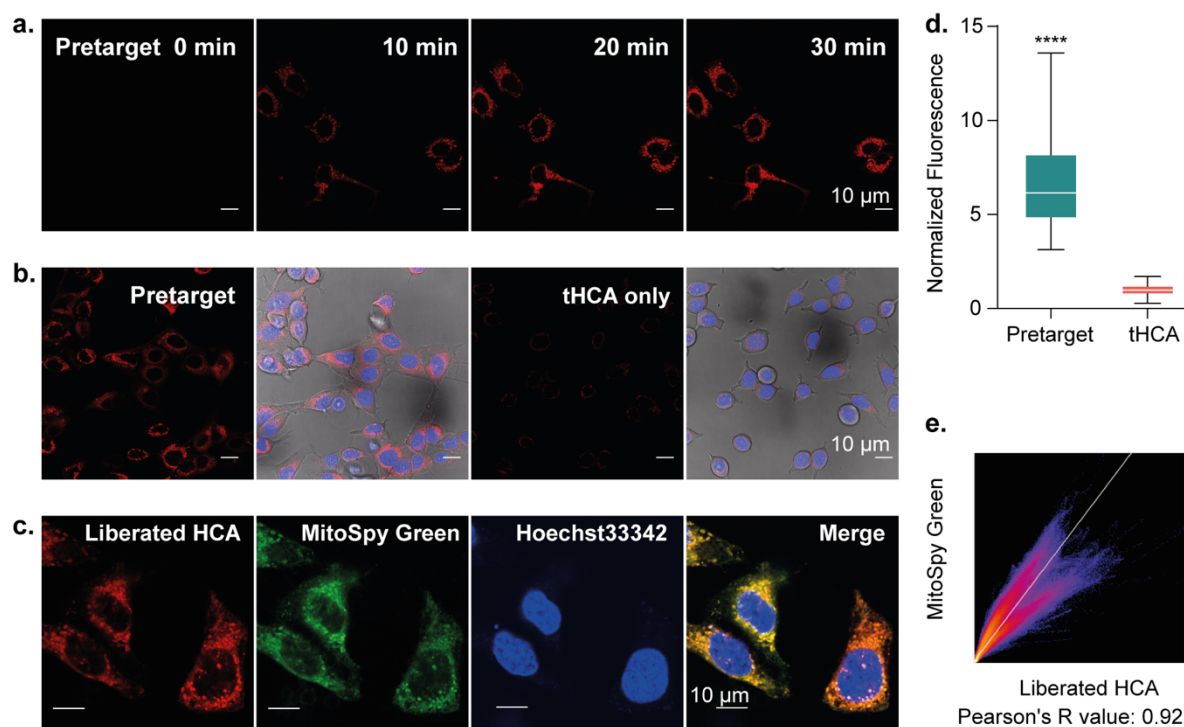 a.
Pretarget 0 min
10 min
20 min
30 min
10 µm
b.
Pretarget
tHCA only
10 µm
c.
Liberated HCA
MitoSpy Green
Hoechst33342
Merge
10 µm
d.
Normalized Fluorescence
15
10
5
0
****
Pretarget
tHCA
e.
MitoSpy Green
Liberated HCA
Pearson's R value: 0.92